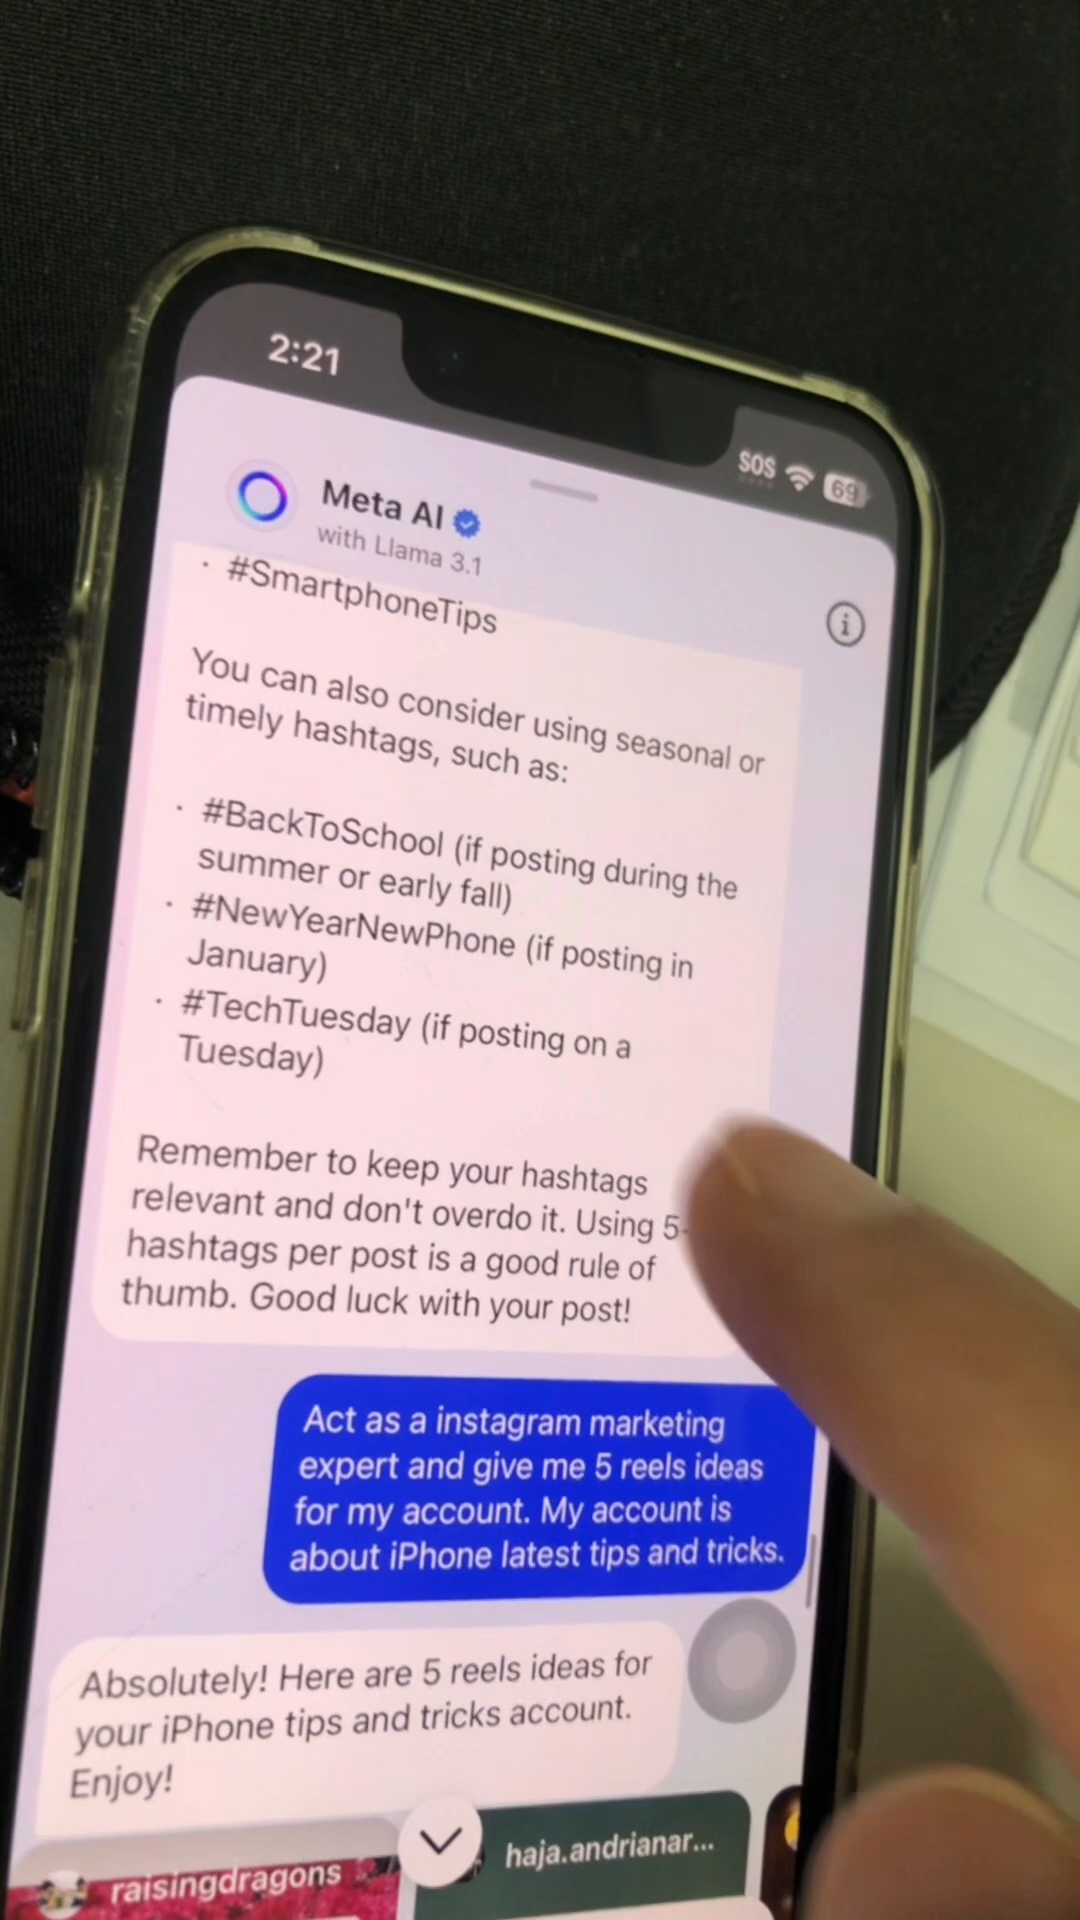 2:21
SOS
69
Meta AI
with Llama 3.1
· #SmartphoneTips
You can also consider using seasonal or
timely hashtags, such as:
· #BackToSchool (if posting during the
summer or early fall)
· #NewYearNewPhone (if posting in
January)
· #TechTuesday (if posting on a
Tuesday)
Remember to keep your hashtags
relevant and don't overdo it. Using 5-
hashtags per post is a good rule of
thumb. Good luck with your post!
Act as a instagram marketing
expert and give me 5 reels ideas
for my account. My account is
about iPhone latest tips and tricks.
Absolutely! Here are 5 reels ideas for
your iPhone tips and tricks account.
Enjoy!
raisingdragons
haja.andrianar...